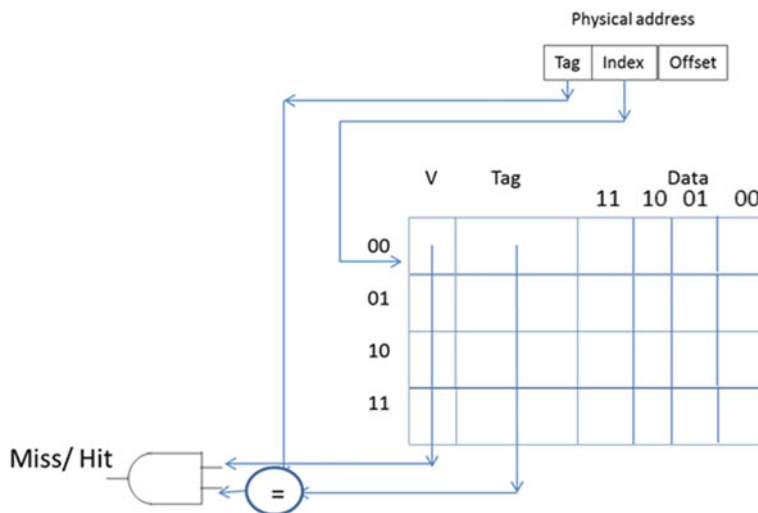 Physical address
Tag Index Offset
V Tag Data
11 10 01 00
00
01
10
11
Miss/ Hit
=